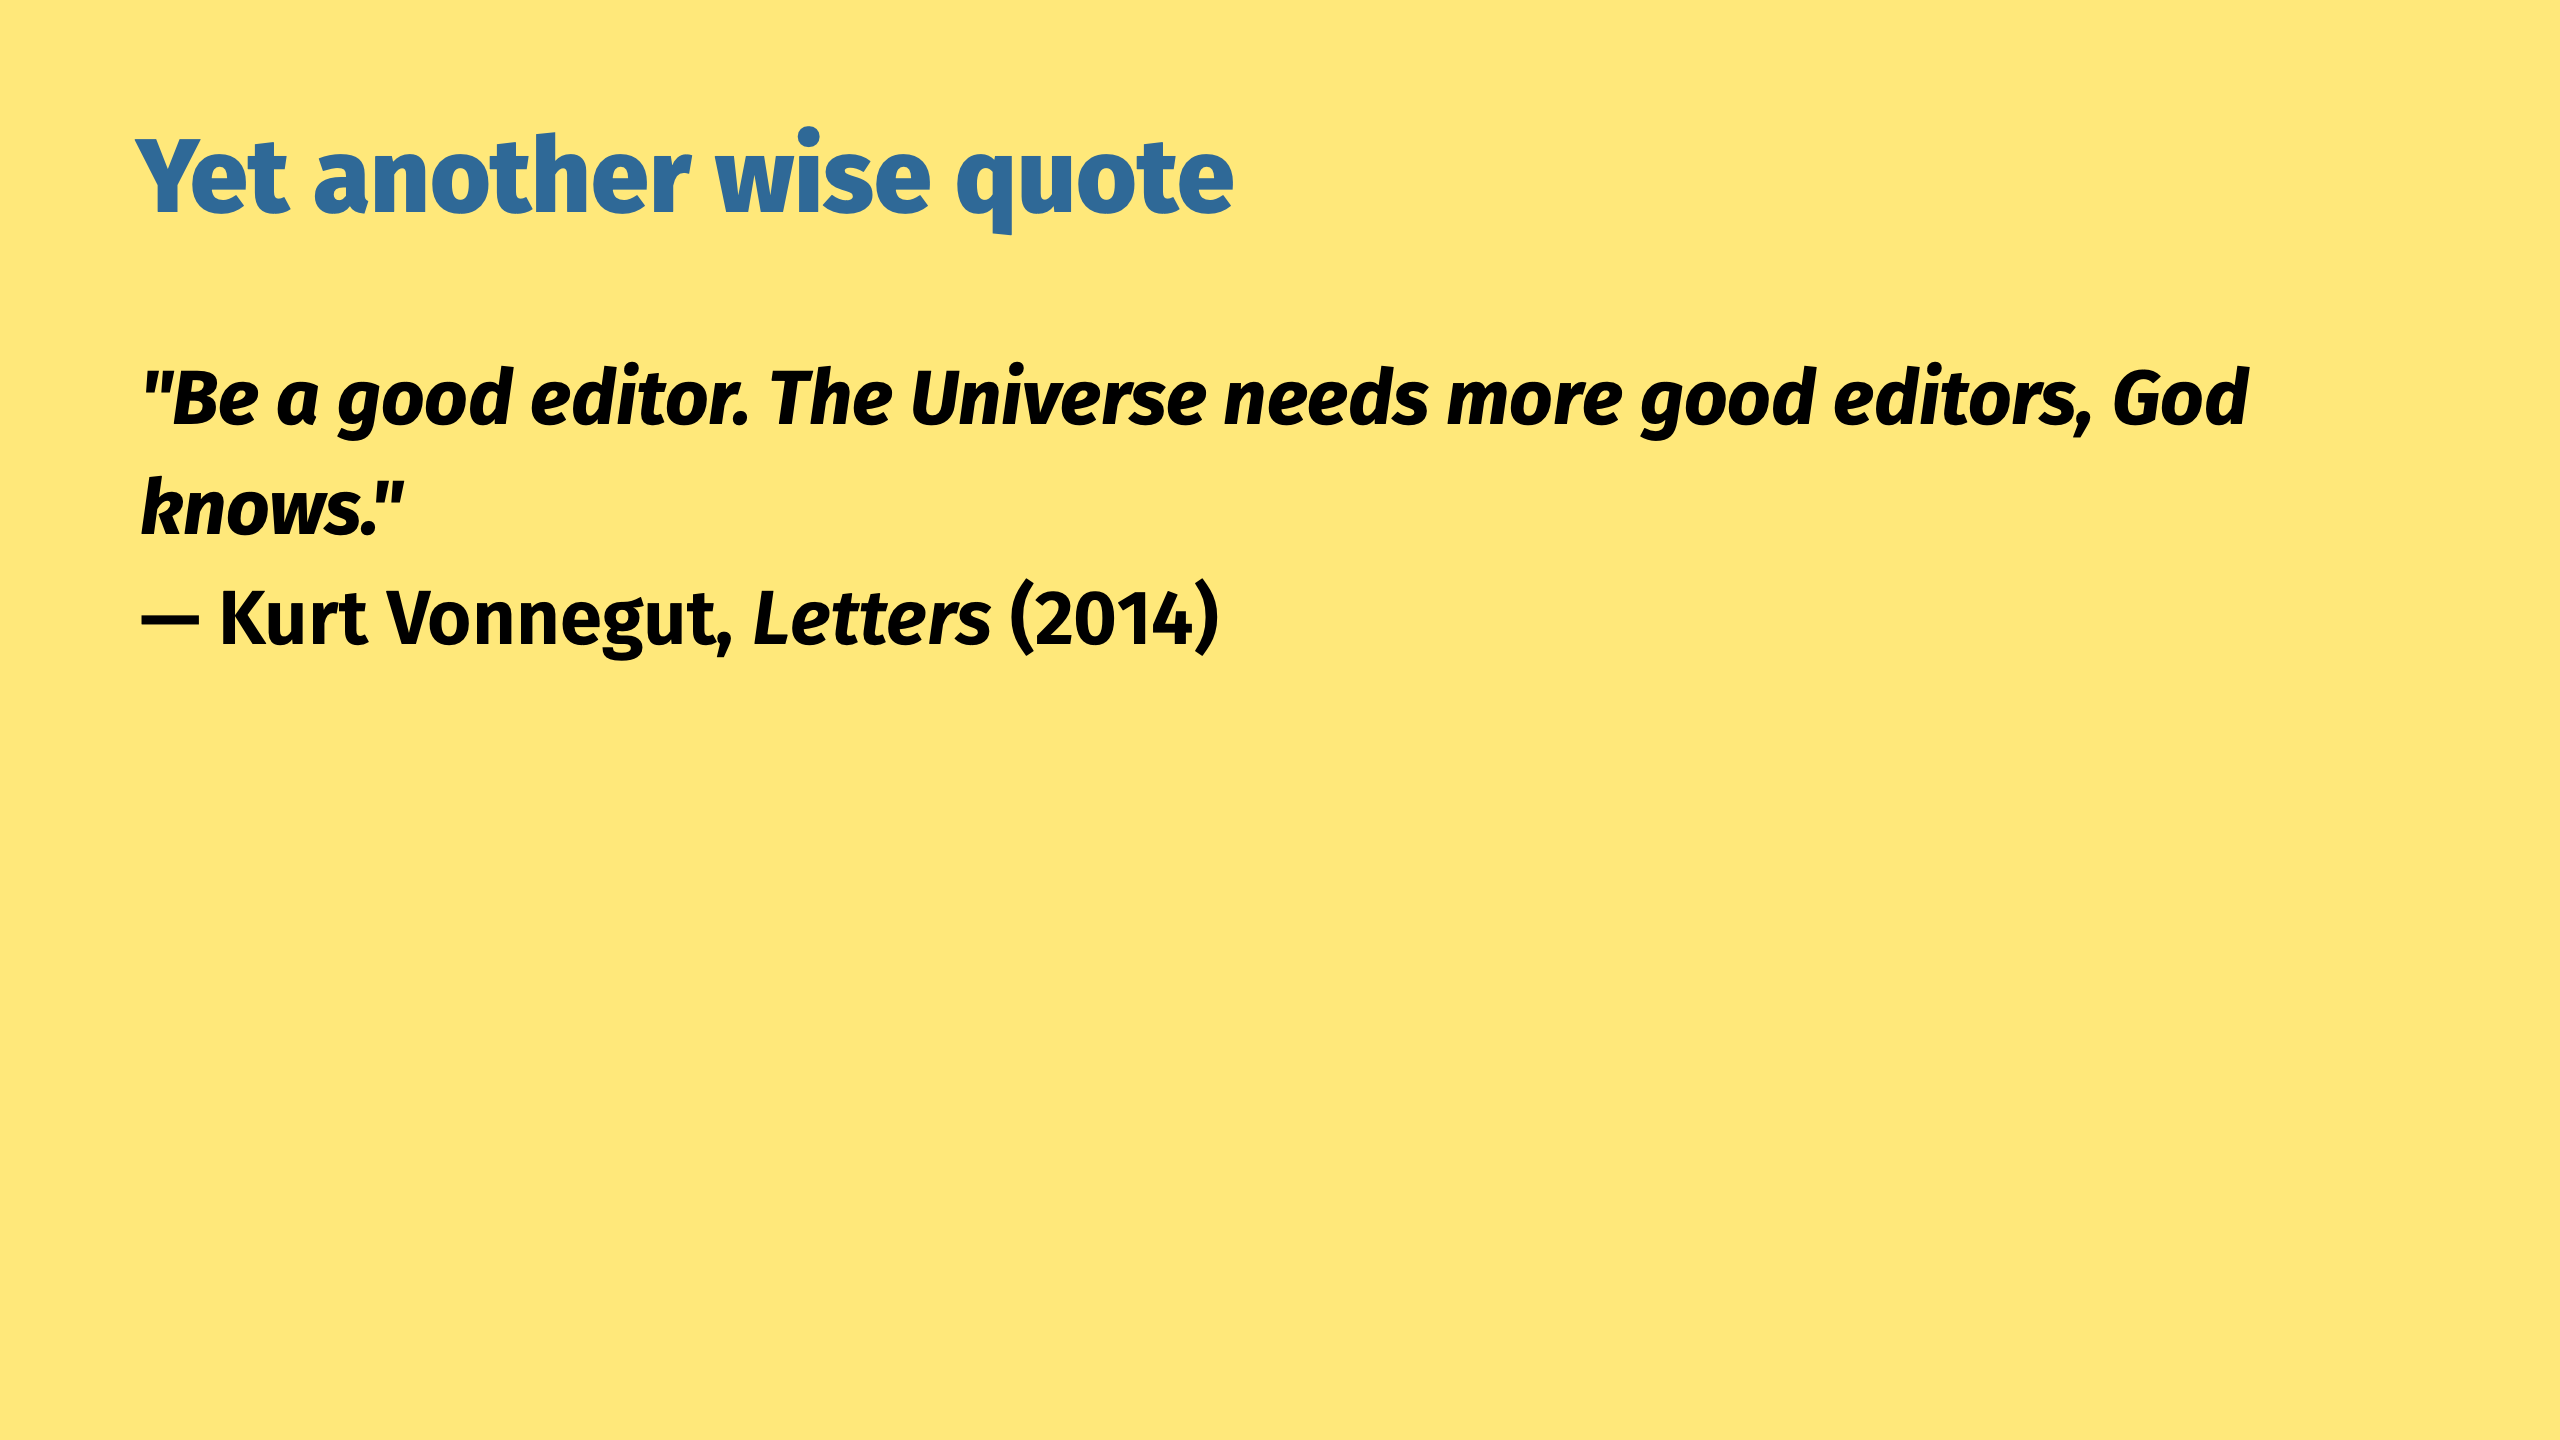 Yet another wise quote
"Be a good editor. The Universe needs more good editors, God
knows."
— Kurt Vonnegut, Letters (2014)